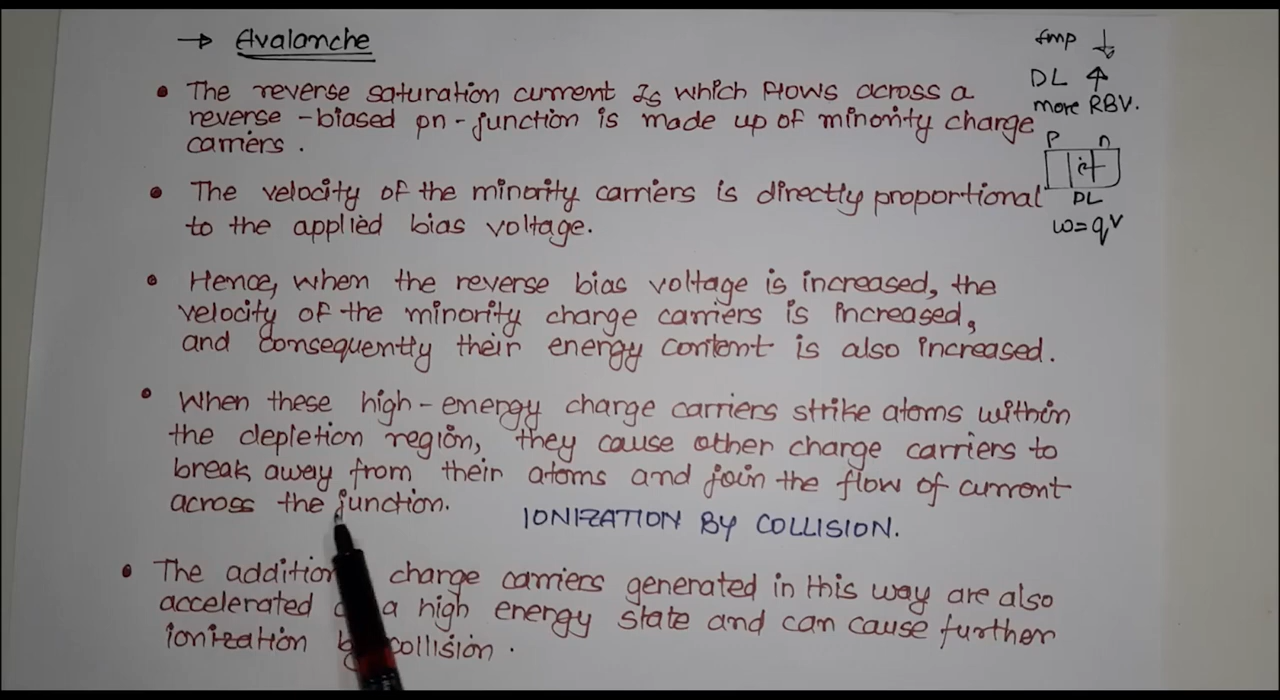 → Avalanche
• The reverse saturation current Is which flows across a
reverse-biased pn-junction is made up of minority charge
carriers.
• The velocity of the minority carriers is directly proportional
to the applied bias voltage.
• Hence, when the reverse bias voltage is increased, the
velocity of the minority charge carriers is increased,
and consequently their energy content is also increased.
• When these high-energy charge carriers strike atoms within
the depletion region, they cause other charge carriers to
break away from their atoms and join the flow of current
across the junction.
IONIZATION BY COLLISION.
• The charge carriers generated in this way are also
accelerated a high energy state and can cause further
ionization collision.
Imp ↓
DL ↑
more RBV.
P n
DL
w=qv